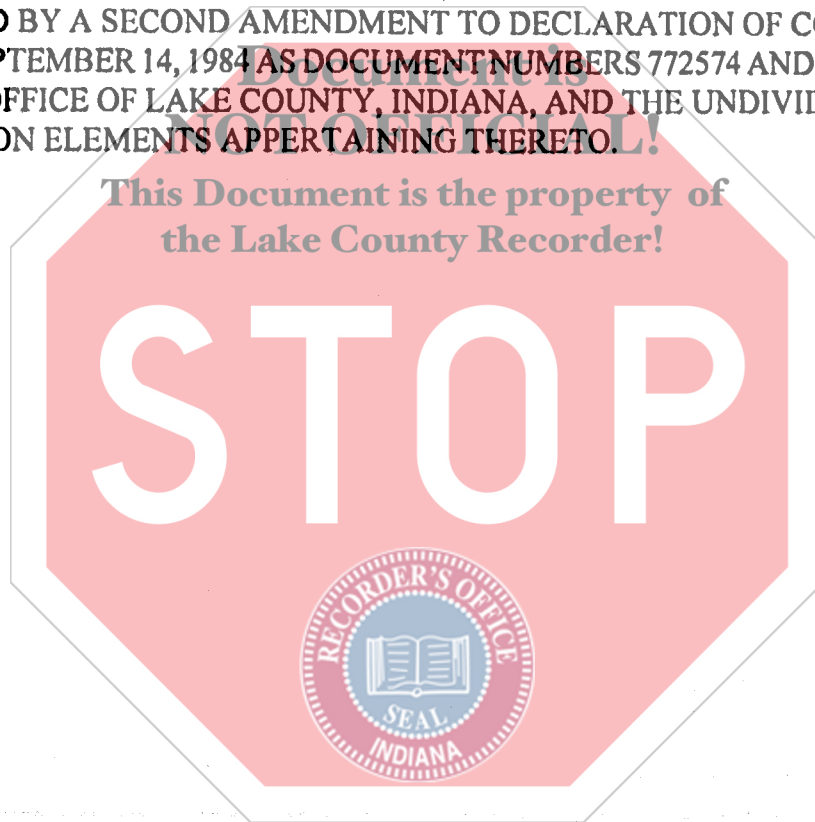 D BY A SECOND AMENDMENT TO DECLARATION OF CO
PTEMBER 14, 1984 AS DOCUMENT NUMBERS 772574 AND
OFFICE OF LAKE COUNTY, INDIANA, AND THE UNDIVID
ON ELEMENTS APPERTAINING THERETO.
Document is
NOT OFFICIAL!
This Document is the property of
the Lake County Recorder!
STOP
RECORDER'S OFFICE
SEAL
INDIANA